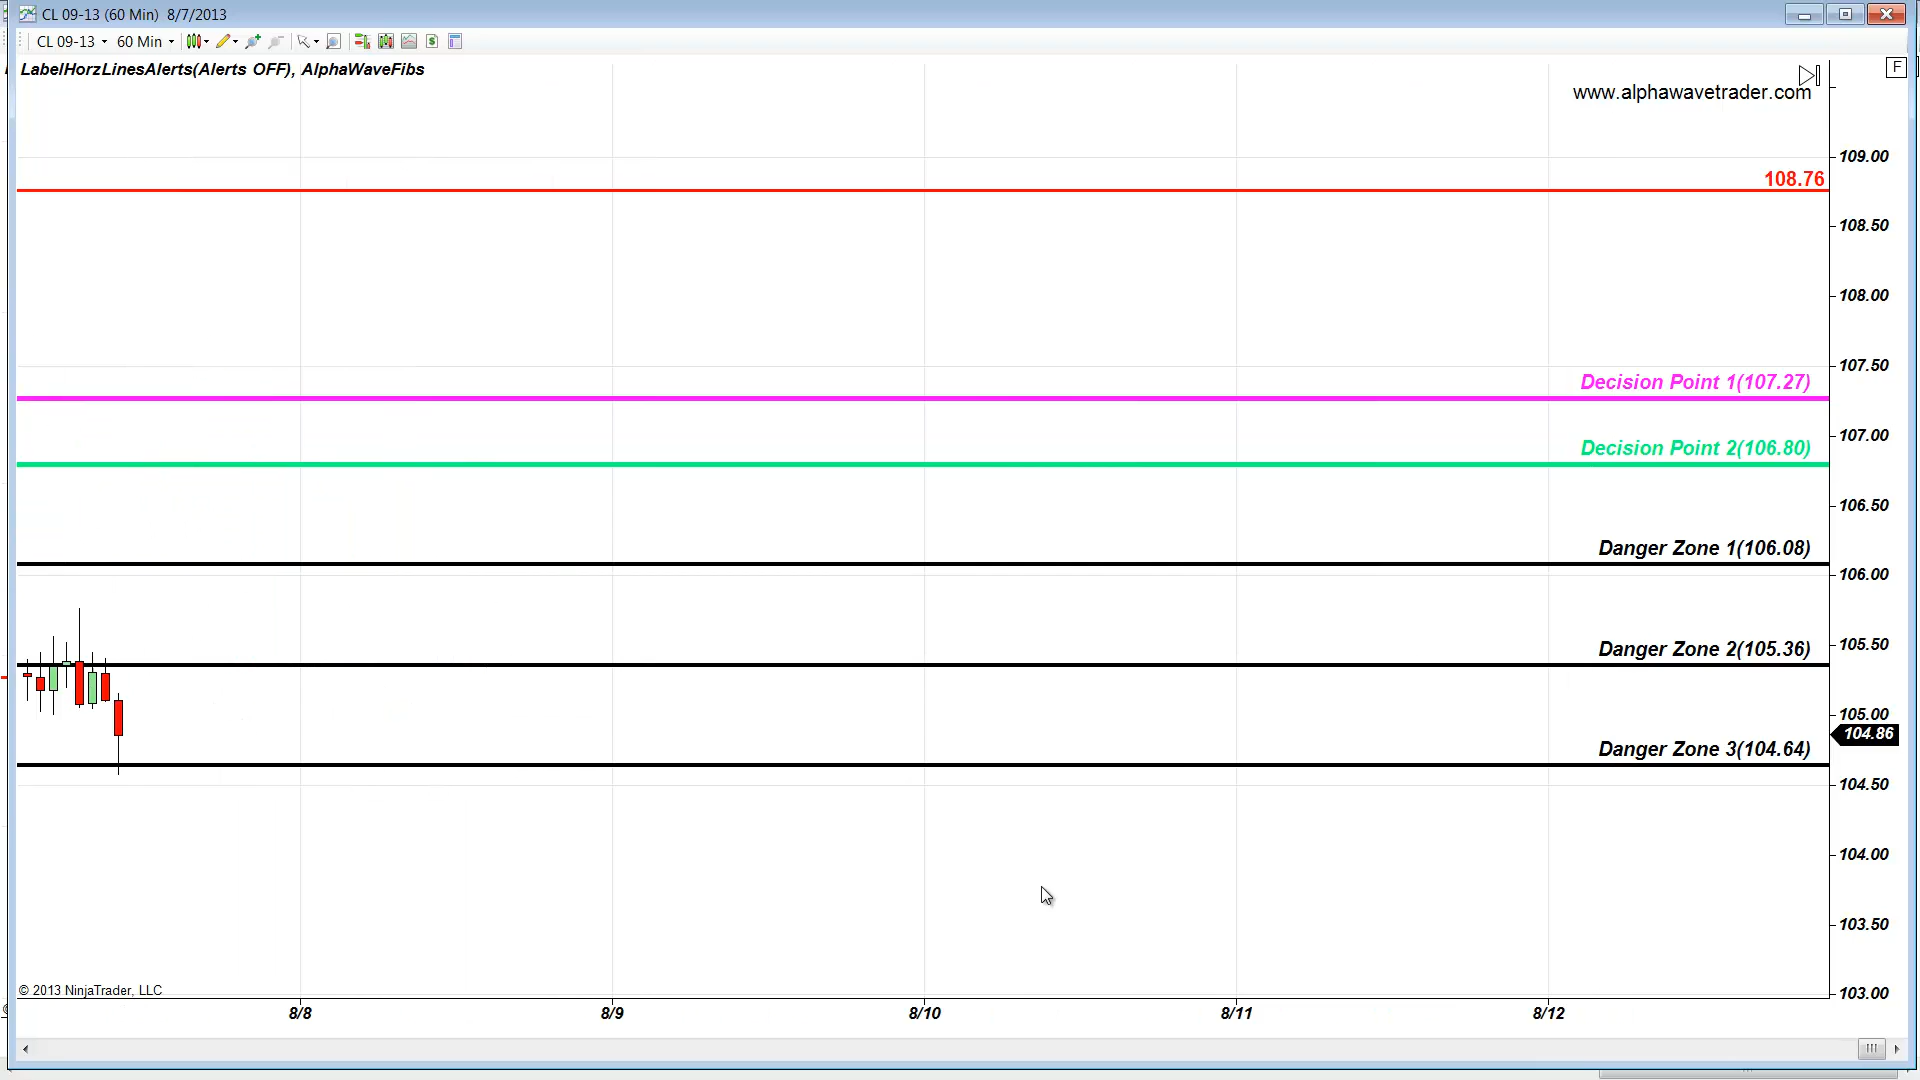 CL 09-13 (60 Min)  8/7/2013
CL 09-13 60 Min
LabelHorzLinesAlerts(Alerts OFF), AlphaWaveFibs
F
www.alphawavetrader.com
109.00
108.76
108.50
108.00
107.50
Decision Point 1(107.27)
107.00
Decision Point 2(106.80)
106.50
Danger Zone 1(106.08)
106.00
Danger Zone 2(105.36)
105.50
105.00
104.86
Danger Zone 3(104.64)
104.50
104.00
103.50
© 2013 NinjaTrader, LLC
103.00
8/8 8/9 8/10 8/11 8/12